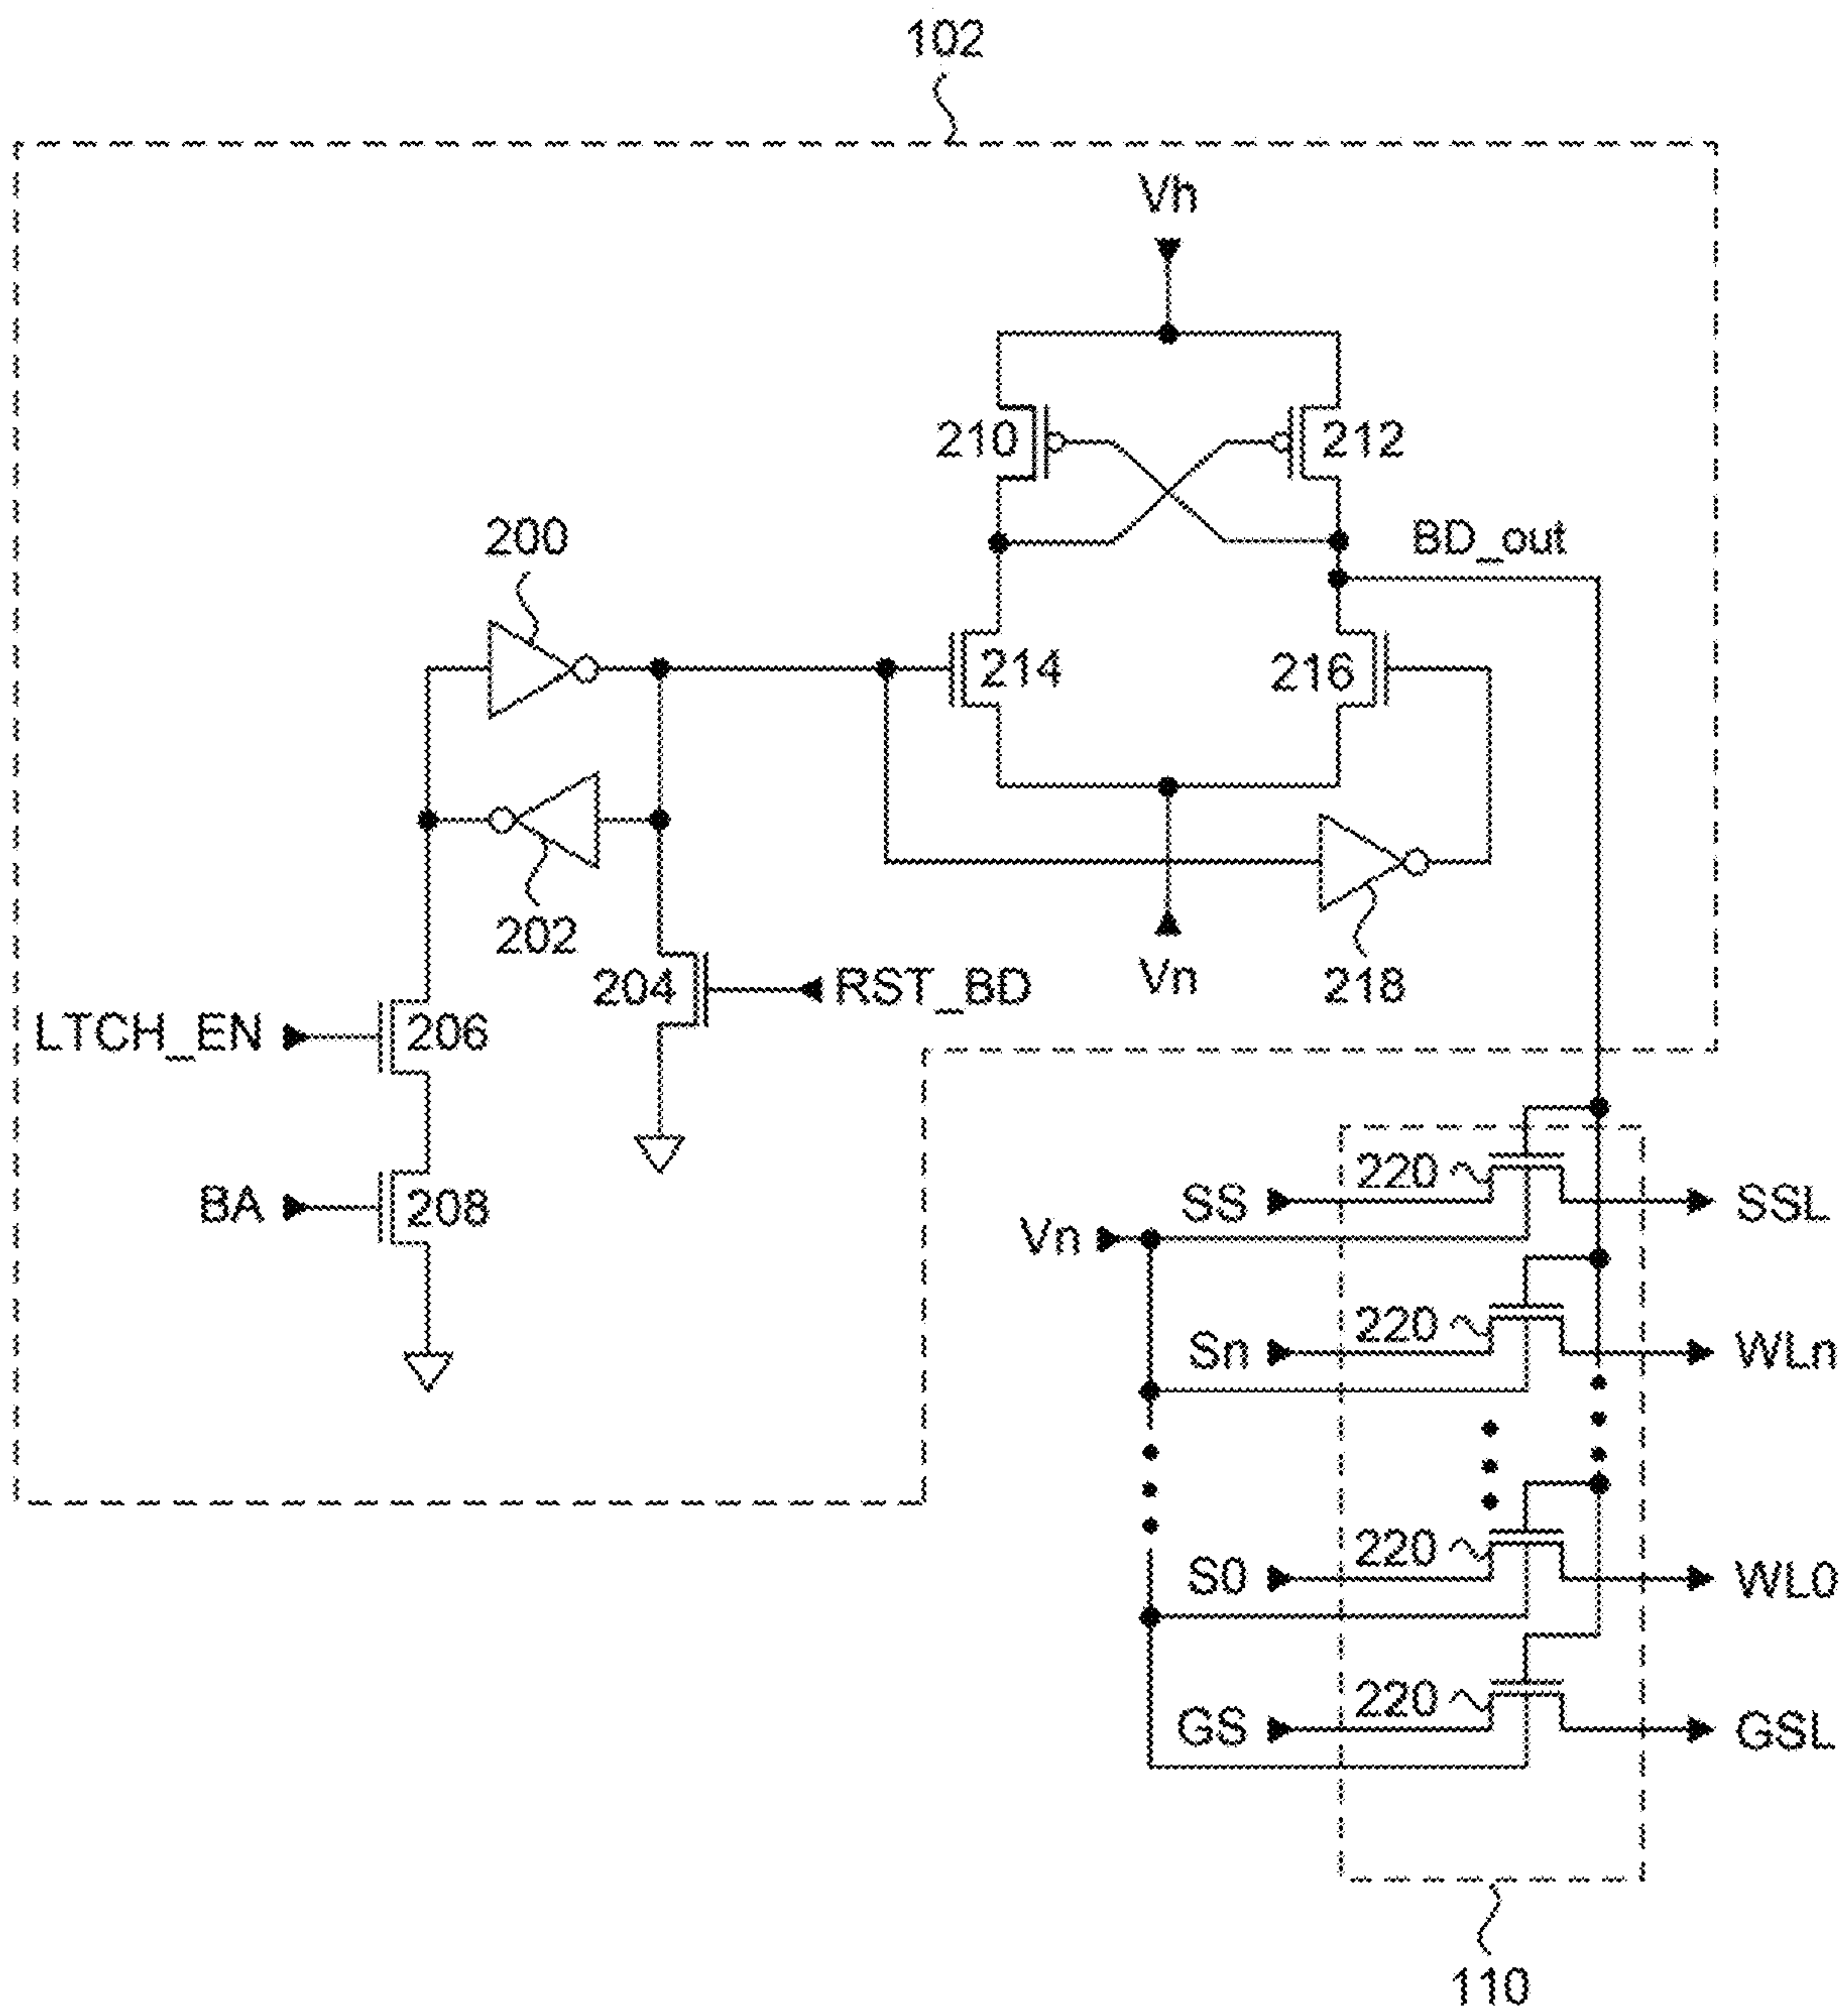 102
Vh
210
212
200
BD_out
214
216
202
204
RST_BD
Vn
218
LTCH_EN
206
BA
208
220
SS
SSL
Vn
220
Sn
WLn
220
S0
WL0
220
GS
GSL
110